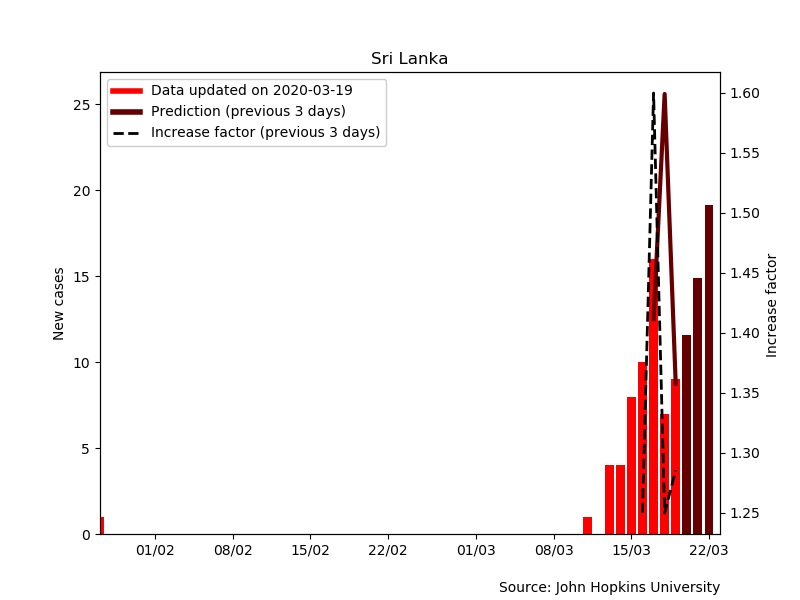 Sri Lanka
Data updated on 2020-03-19
Prediction (previous 3 days)
Increase factor (previous 3 days)
25
20
15
10
5
0
New cases
1.60
1.55
1.50
1.45
1.40
1.35
1.30
1.25
Increase factor
01/02 08/02 15/02 22/02 01/03 08/03 15/03 22/03
Source: John Hopkins University